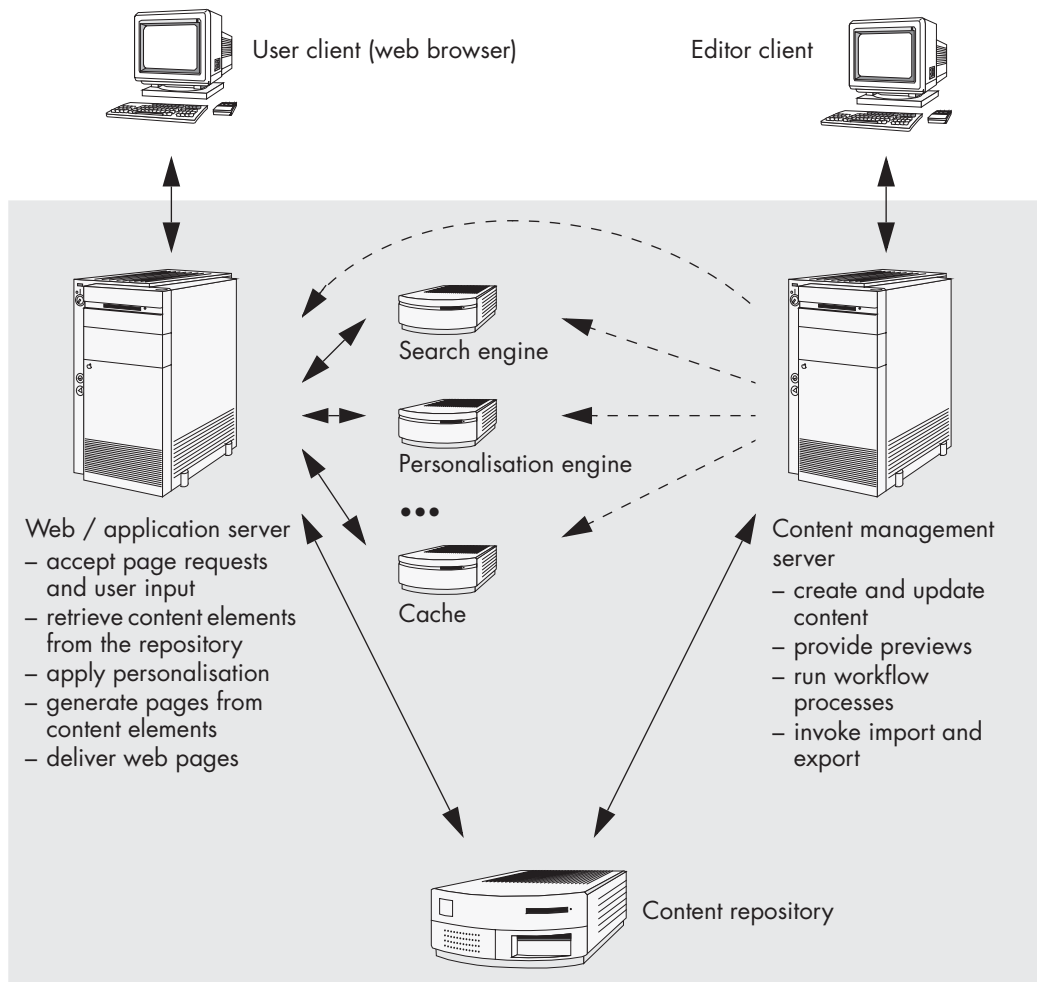 User client (web browser)
Editor client
Search engine
Personalisation engine
•••
Cache
Web / application server
– accept page requests
and user input
– retrieve content elements
from the repository
– apply personalisation
– generate pages from
content elements
– deliver web pages
Content management
server
– create and update
content
– provide previews
– run workflow
processes
– invoke import and
export
Content repository